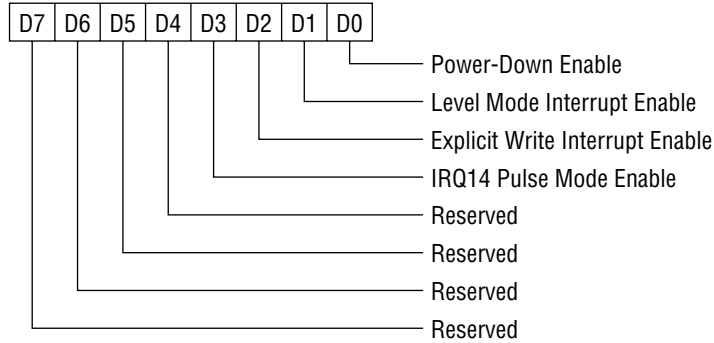 D7 D6 D5 D4 D3 D2 D1 D0
Power-Down Enable
Level Mode Interrupt Enable
Explicit Write Interrupt Enable
IRQ14 Pulse Mode Enable
Reserved
Reserved
Reserved
Reserved